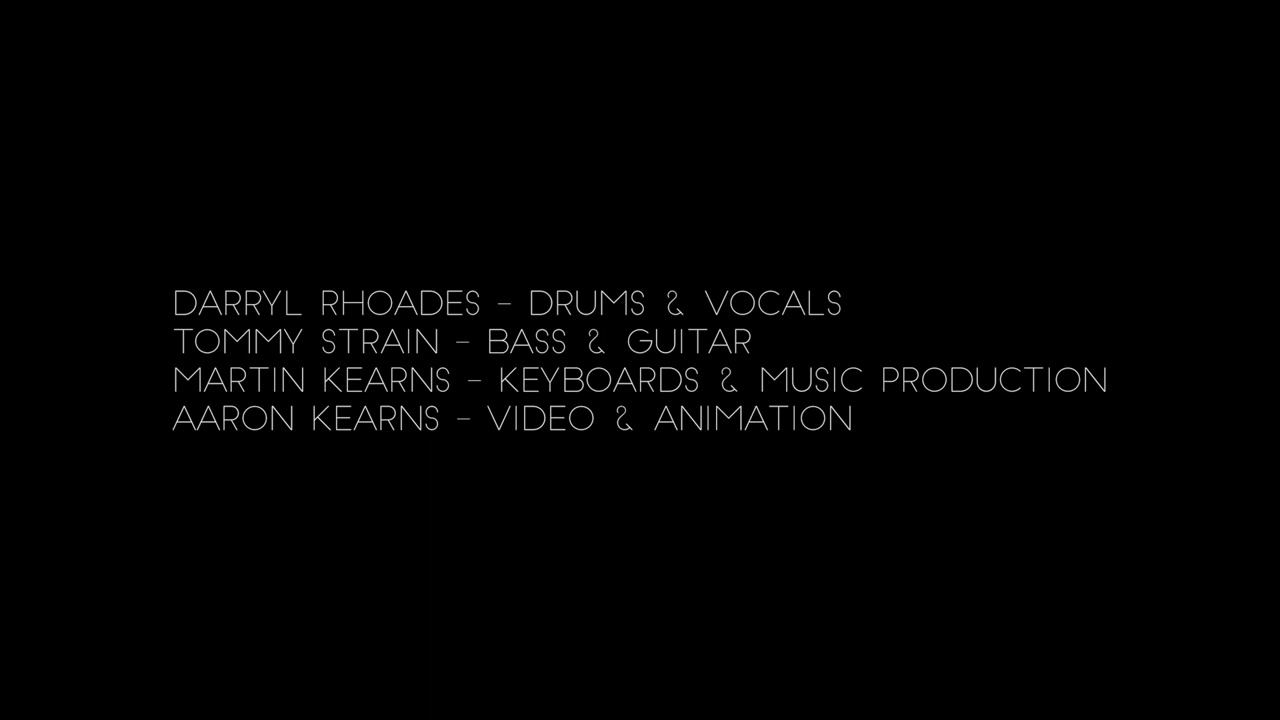 DARRYL RHOADES - DRUMS & VOCALS
TOMMY STRAIN - BASS & GUITAR
MARTIN KEARNS - KEYBOARDS & MUSIC PRODUCTION
AARON KEARNS - VIDEO & ANIMATION